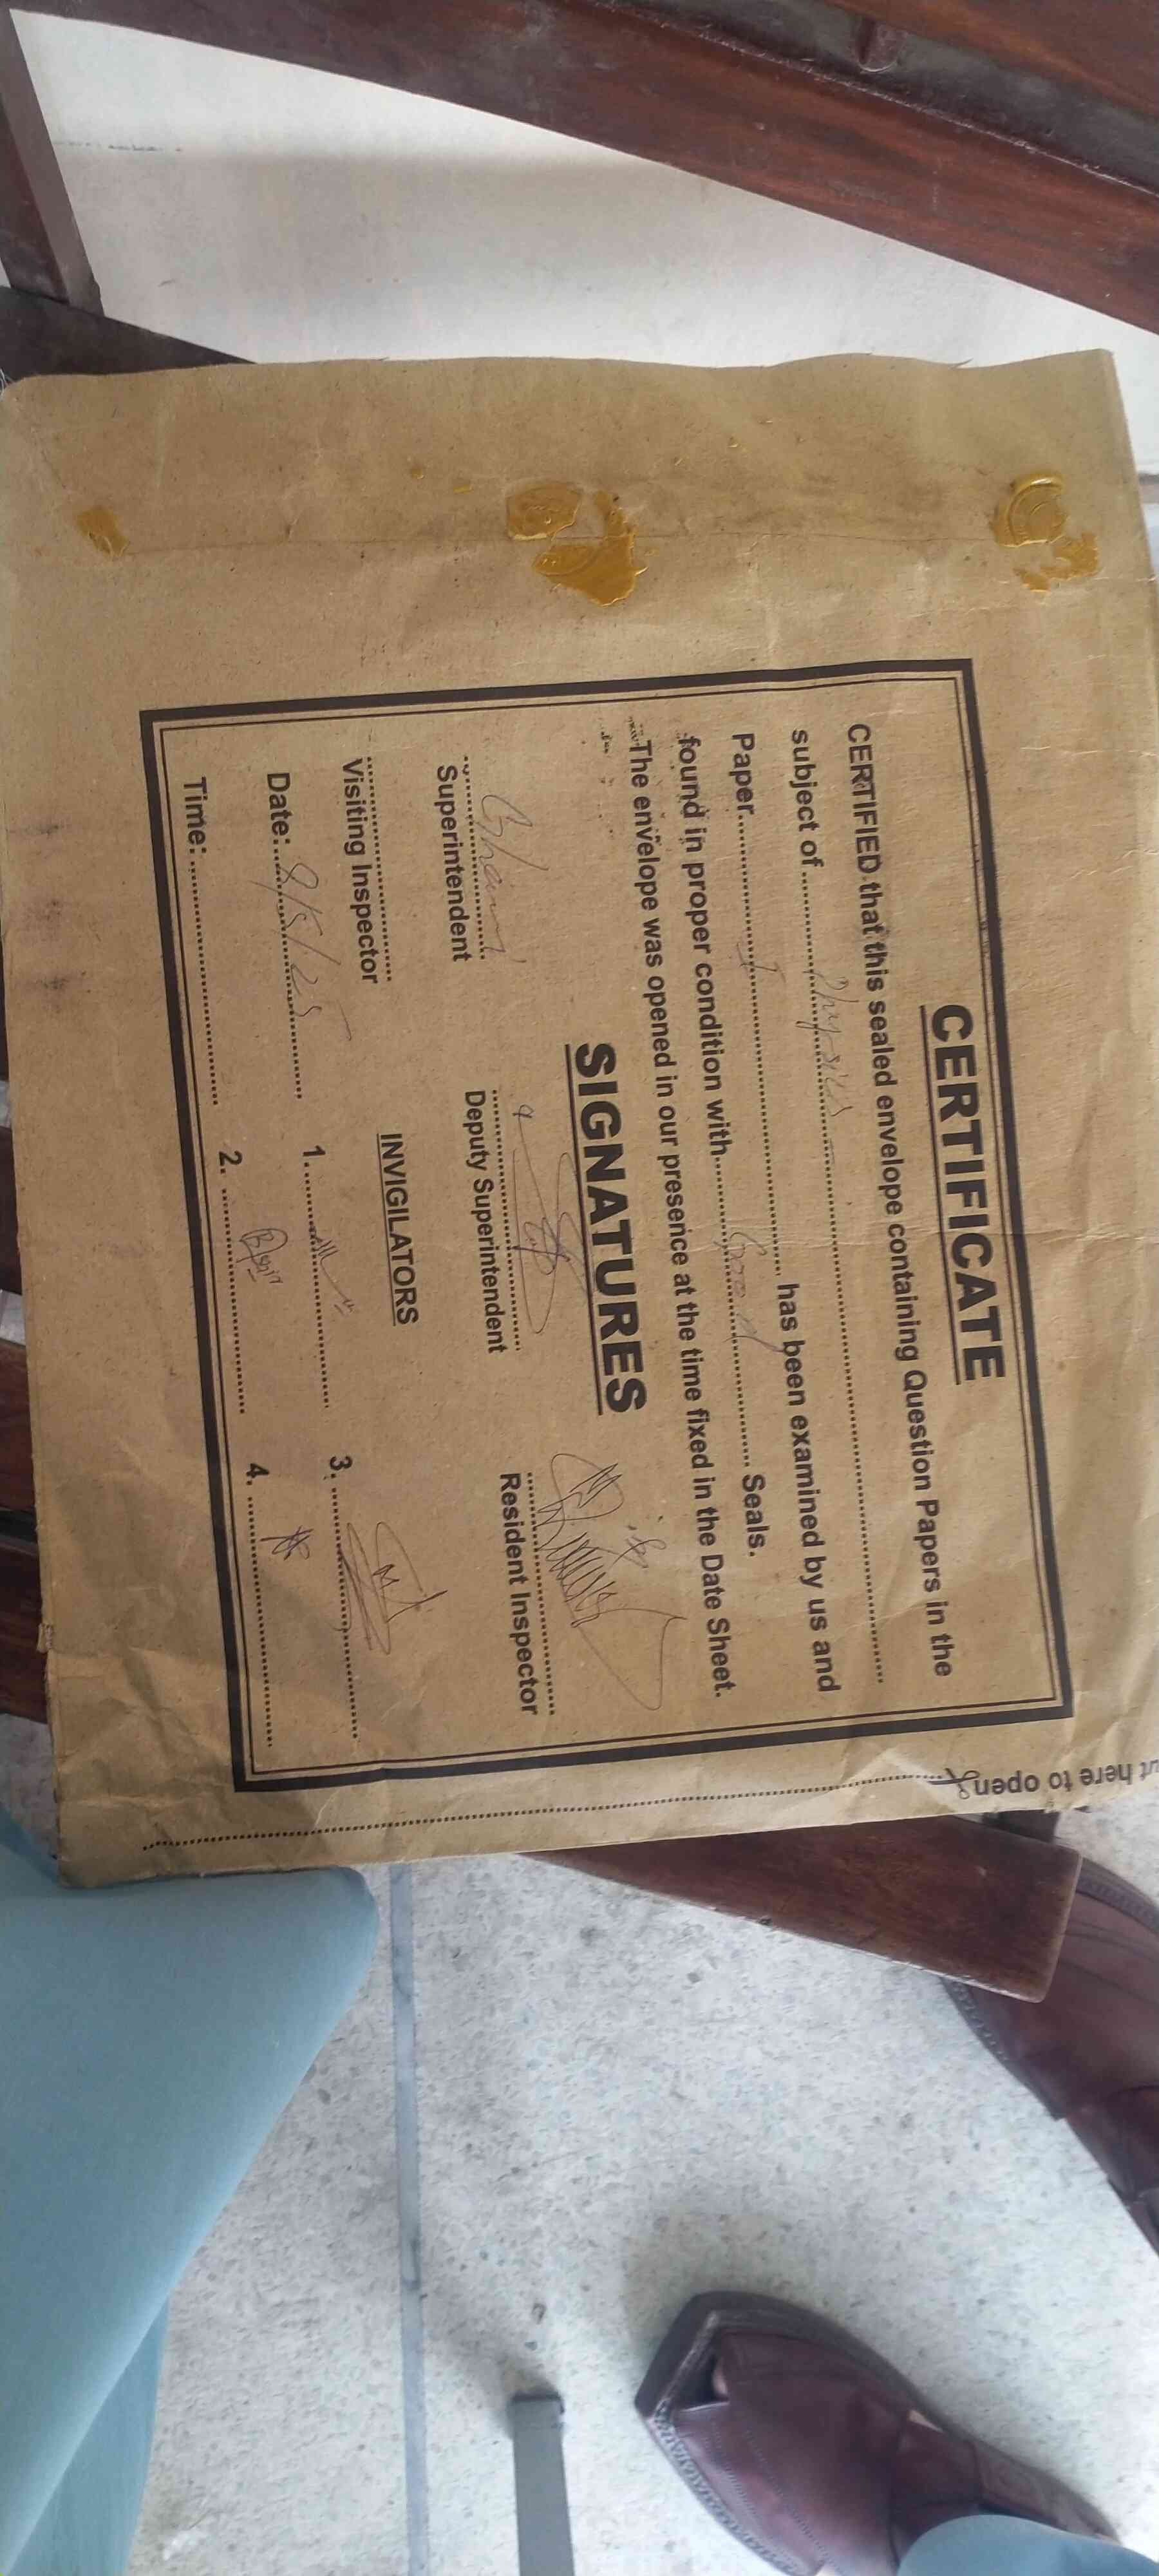 CERTIFICATE
CERTIFIED that this sealed envelope containing Question Papers in the
subject of ........ Physics ........
Paper ........ I ........ has been examined by us and
found in proper condition with ........ Good ........ Seals.
The envelope was opened in our presence at the time fixed in the Date Sheet.
SIGNATURES
Superintendent
Deputy Superintendent
Resident Inspector
Visiting Inspector
INVIGILATORS
Date: 8/5/25
1. ........
3. ........
Time: ........
2. ........
4. ........
ut here to open